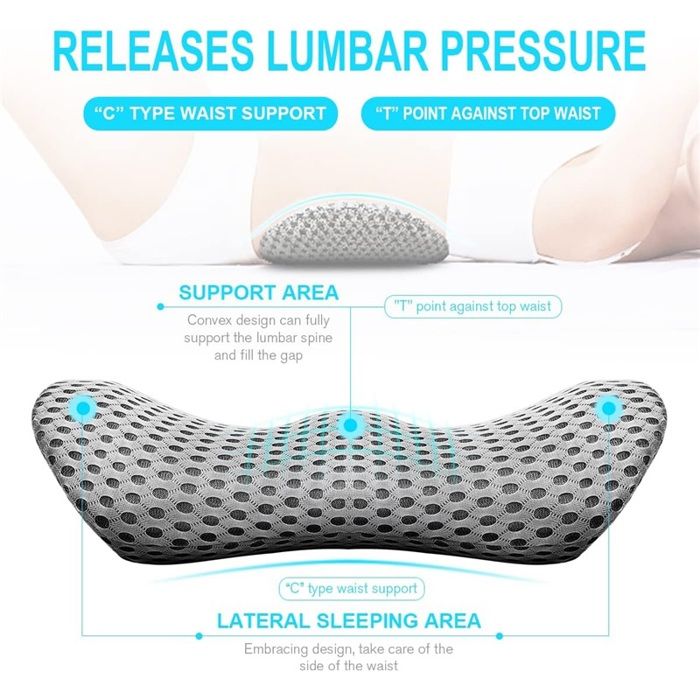 RELEASES LUMBAR PRESSURE
“C” TYPE WAIST SUPPORT
“T” POINT AGAINST TOP WAIST
SUPPORT AREA
"T" point against top waist
Convex design can fully
support the lumbar spine
and fill the gap
“C” type waist support
LATERAL SLEEPING AREA
Embracing design, take care of the
side of the waist